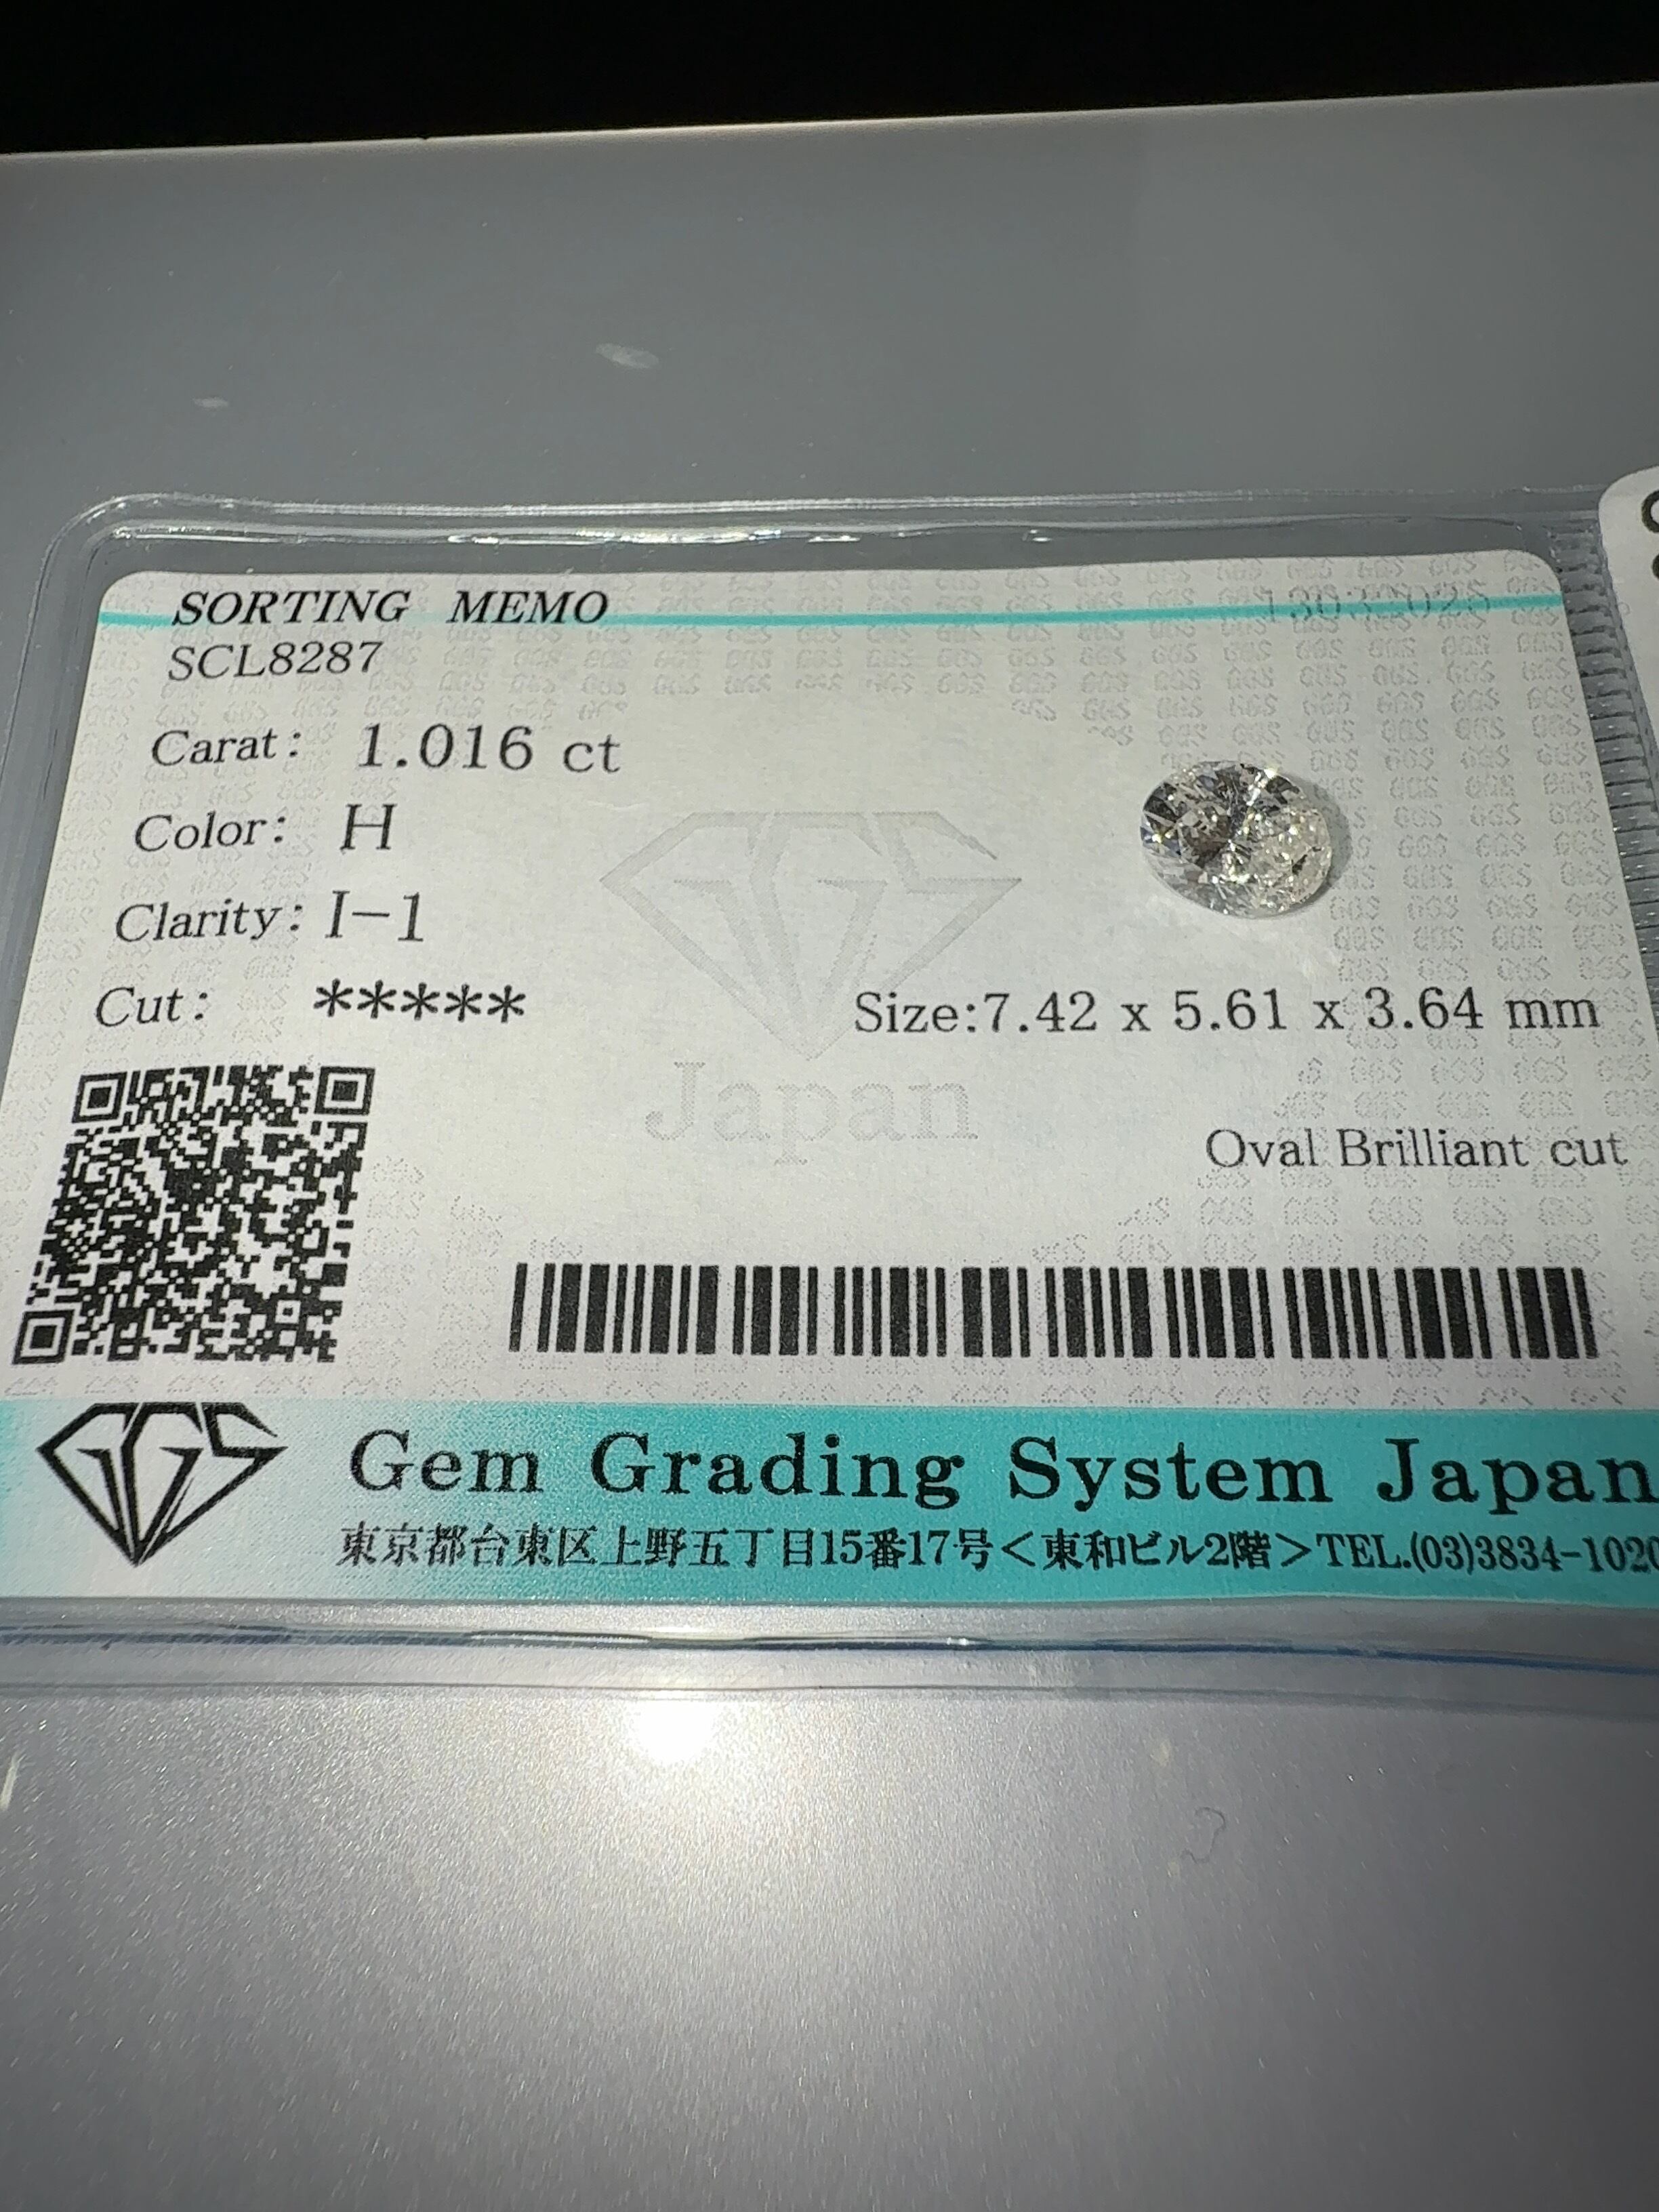 SORTING MEMO
SCL8287
Carat: 1.016 ct
Color: H
Clarity: I-1
Cut: *****
Size:7.42 x 5.61 x 3.64 mm
Oval Brilliant cut
GGS
Japan
GGS
Gem Grading System Japan
東京都台東区上野五丁目15番17号＜東和ビル2階＞TEL.(03)3834-1020